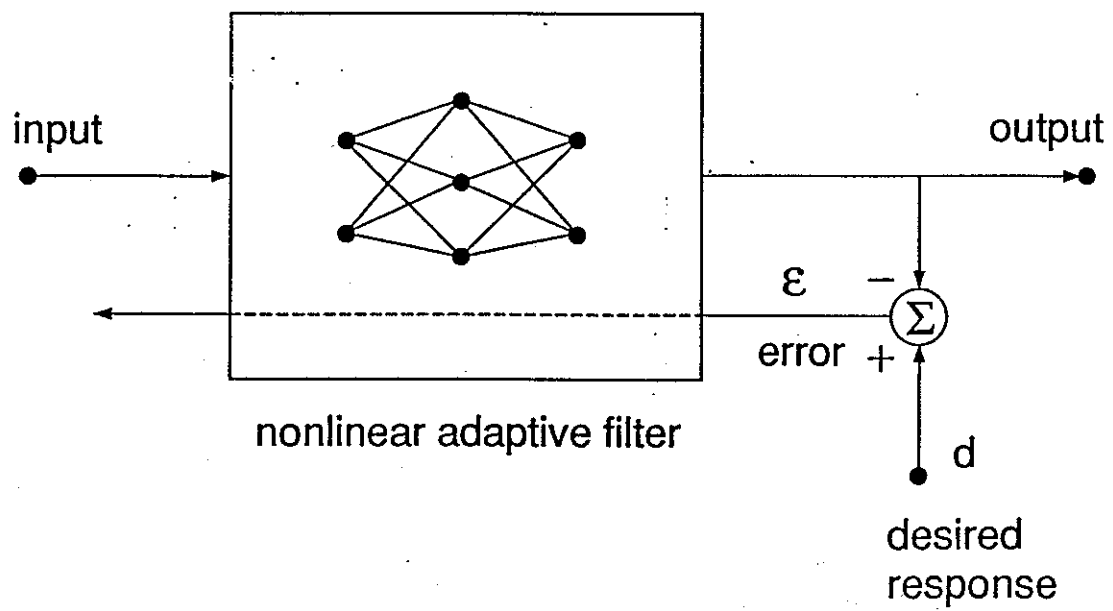 input
output
ε
−
Σ
error
+
nonlinear adaptive filter
d
desired
response